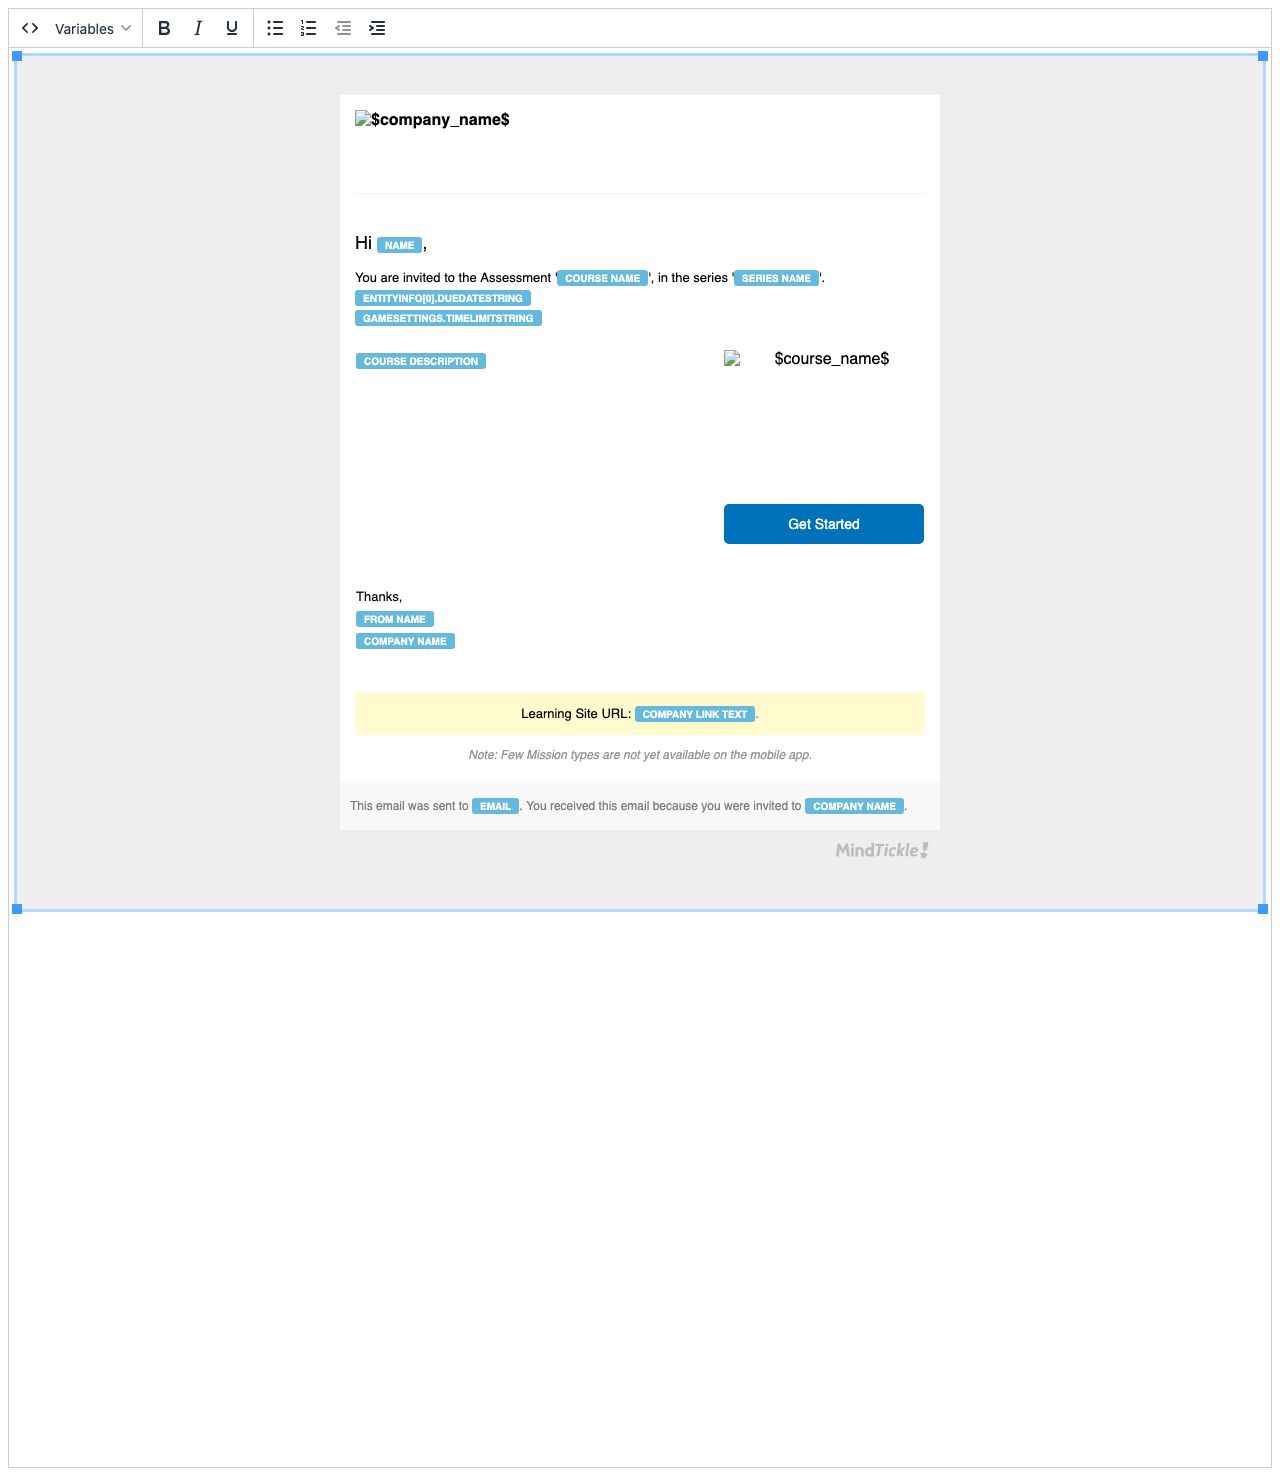 Variables
$company_name$
Hi NAME,
You are invited to the Assessment 'COURSE NAME', in the series 'SERIES NAME'.
ENTITYINFO[0].DUEDATESTRING
GAMESETTINGS.TIMELIMITSTRING
COURSE DESCRIPTION
$course_name$
Get Started
Thanks,
FROM NAME
COMPANY NAME
Learning Site URL: COMPANY LINK TEXT.
Note: Few Mission types are not yet available on the mobile app.
This email was sent to EMAIL. You received this email because you were invited to COMPANY NAME.
MindTickle!